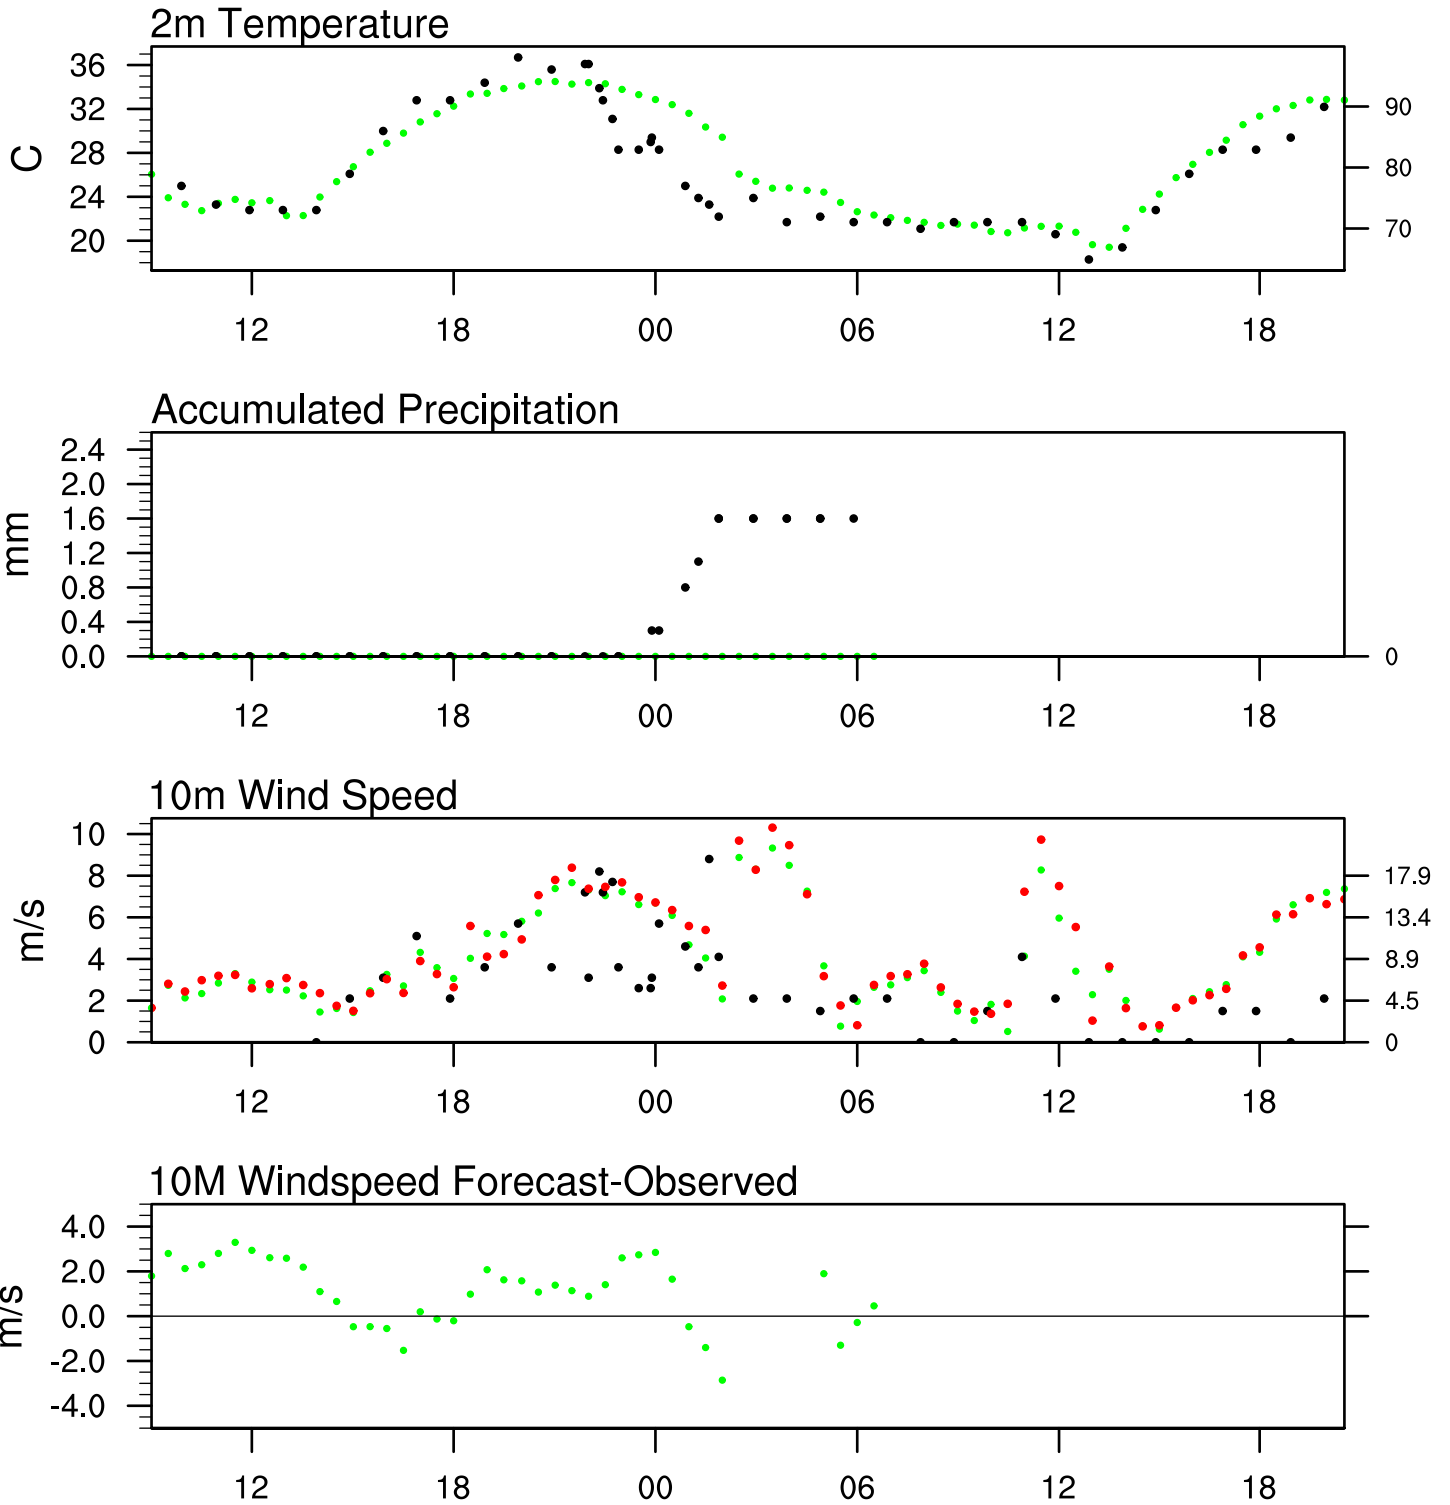 2m Temperature
36
32
28
24
20
C
90
80
70
12 18 00 06 12 18
Accumulated Precipitation
2.4
2.0
1.6
1.2
0.8
0.4
0.0
mm
0
12 18 00 06 12 18
10m Wind Speed
10
8
6
4
2
0
m/s
17.9
13.4
8.9
4.5
0
12 18 00 06 12 18
10M Windspeed Forecast-Observed
4.0
2.0
0.0
-2.0
-4.0
m/s
12 18 00 06 12 18